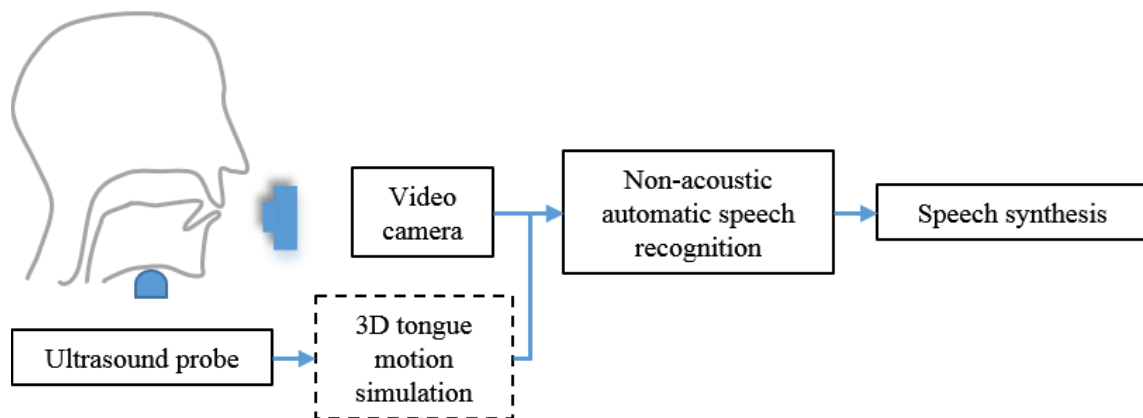 Video
camera
Non-acoustic
automatic speech
recognition
Speech synthesis
Ultrasound probe
3D tongue
motion
simulation